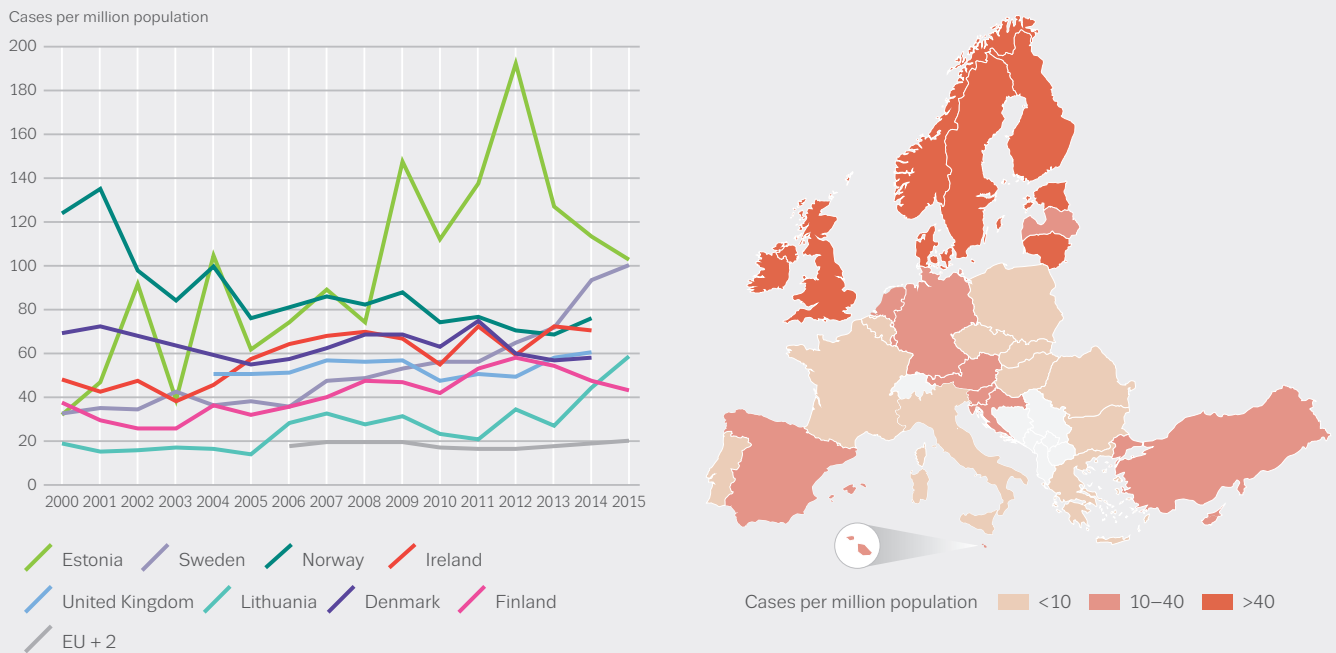 Cases per million population
200
180
160
140
120
100
80
60
40
20
0
2000 2001 2002 2003 2004 2005 2006 2007 2008 2009 2010 2011 2012 2013 2014 2015
Estonia Sweden Norway Ireland
United Kingdom Lithuania Denmark Finland
EU + 2
Cases per million population <10 10–40 >40